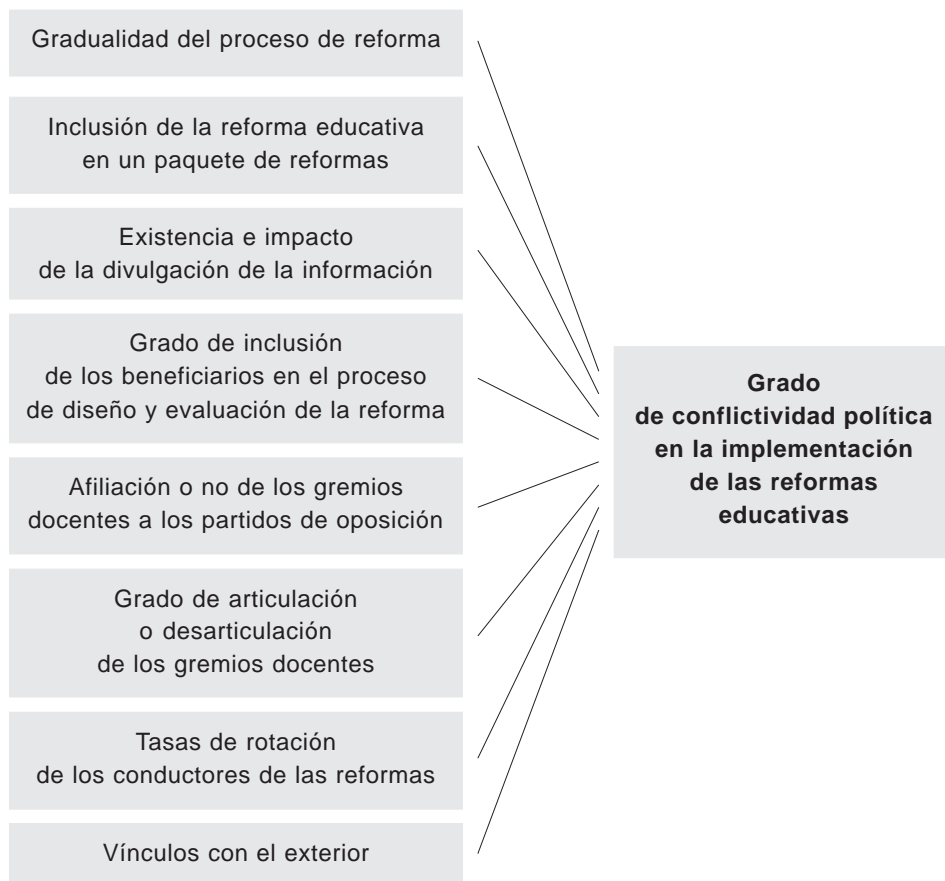 Gradualidad del proceso de reforma
Inclusión de la reforma educativa
en un paquete de reformas
Existencia e impacto
de la divulgación de la información
Grado de inclusión
de los beneficiarios en el proceso
de diseño y evaluación de la reforma
Afiliación o no de los gremios
docentes a los partidos de oposición
Grado de articulación
o desarticulación
de los gremios docentes
Tasas de rotación
de los conductores de las reformas
Vínculos con el exterior
Grado
de conflictividad política
en la implementación
de las reformas
educativas